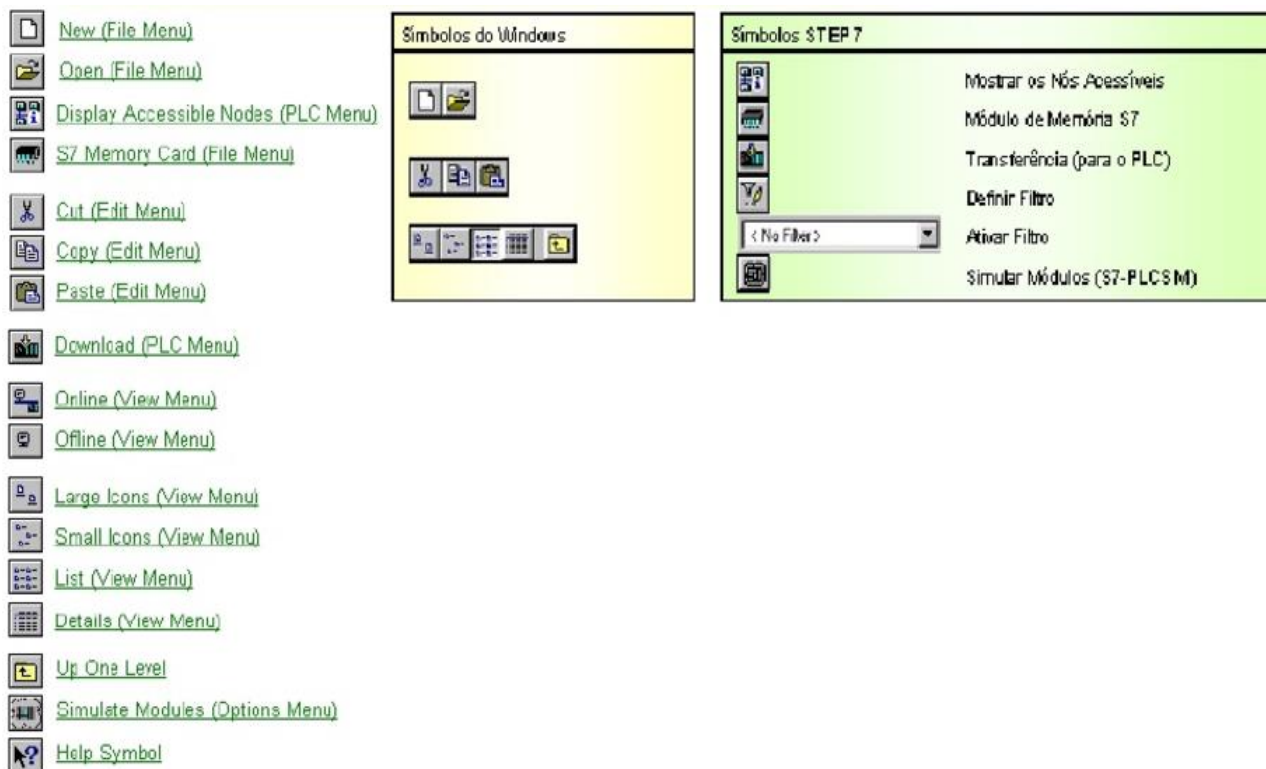 New (File Menu)
Open (File Menu)
Display Accessible Nodes (PLC Menu)
S7 Memory Card (File Menu)
Cut (Edit Menu)
Copy (Edit Menu)
Paste (Edit Menu)
Download (PLC Menu)
Online (View Menu)
Offline (View Menu)
Large Icons (View Menu)
Small Icons (View Menu)
List (View Menu)
Details (View Menu)
Up One Level
Simulate Modules (Options Menu)
Help Symbol
Símbolos do Windows
Símbolos STEP 7
Mostrar os Nós Acessíveis
Módulo de Memória S7
Transferência (para o PLC)
Definir Filtro
< No Filter > Ativar Filtro
Simular Módulos (S7-PLCSIM)